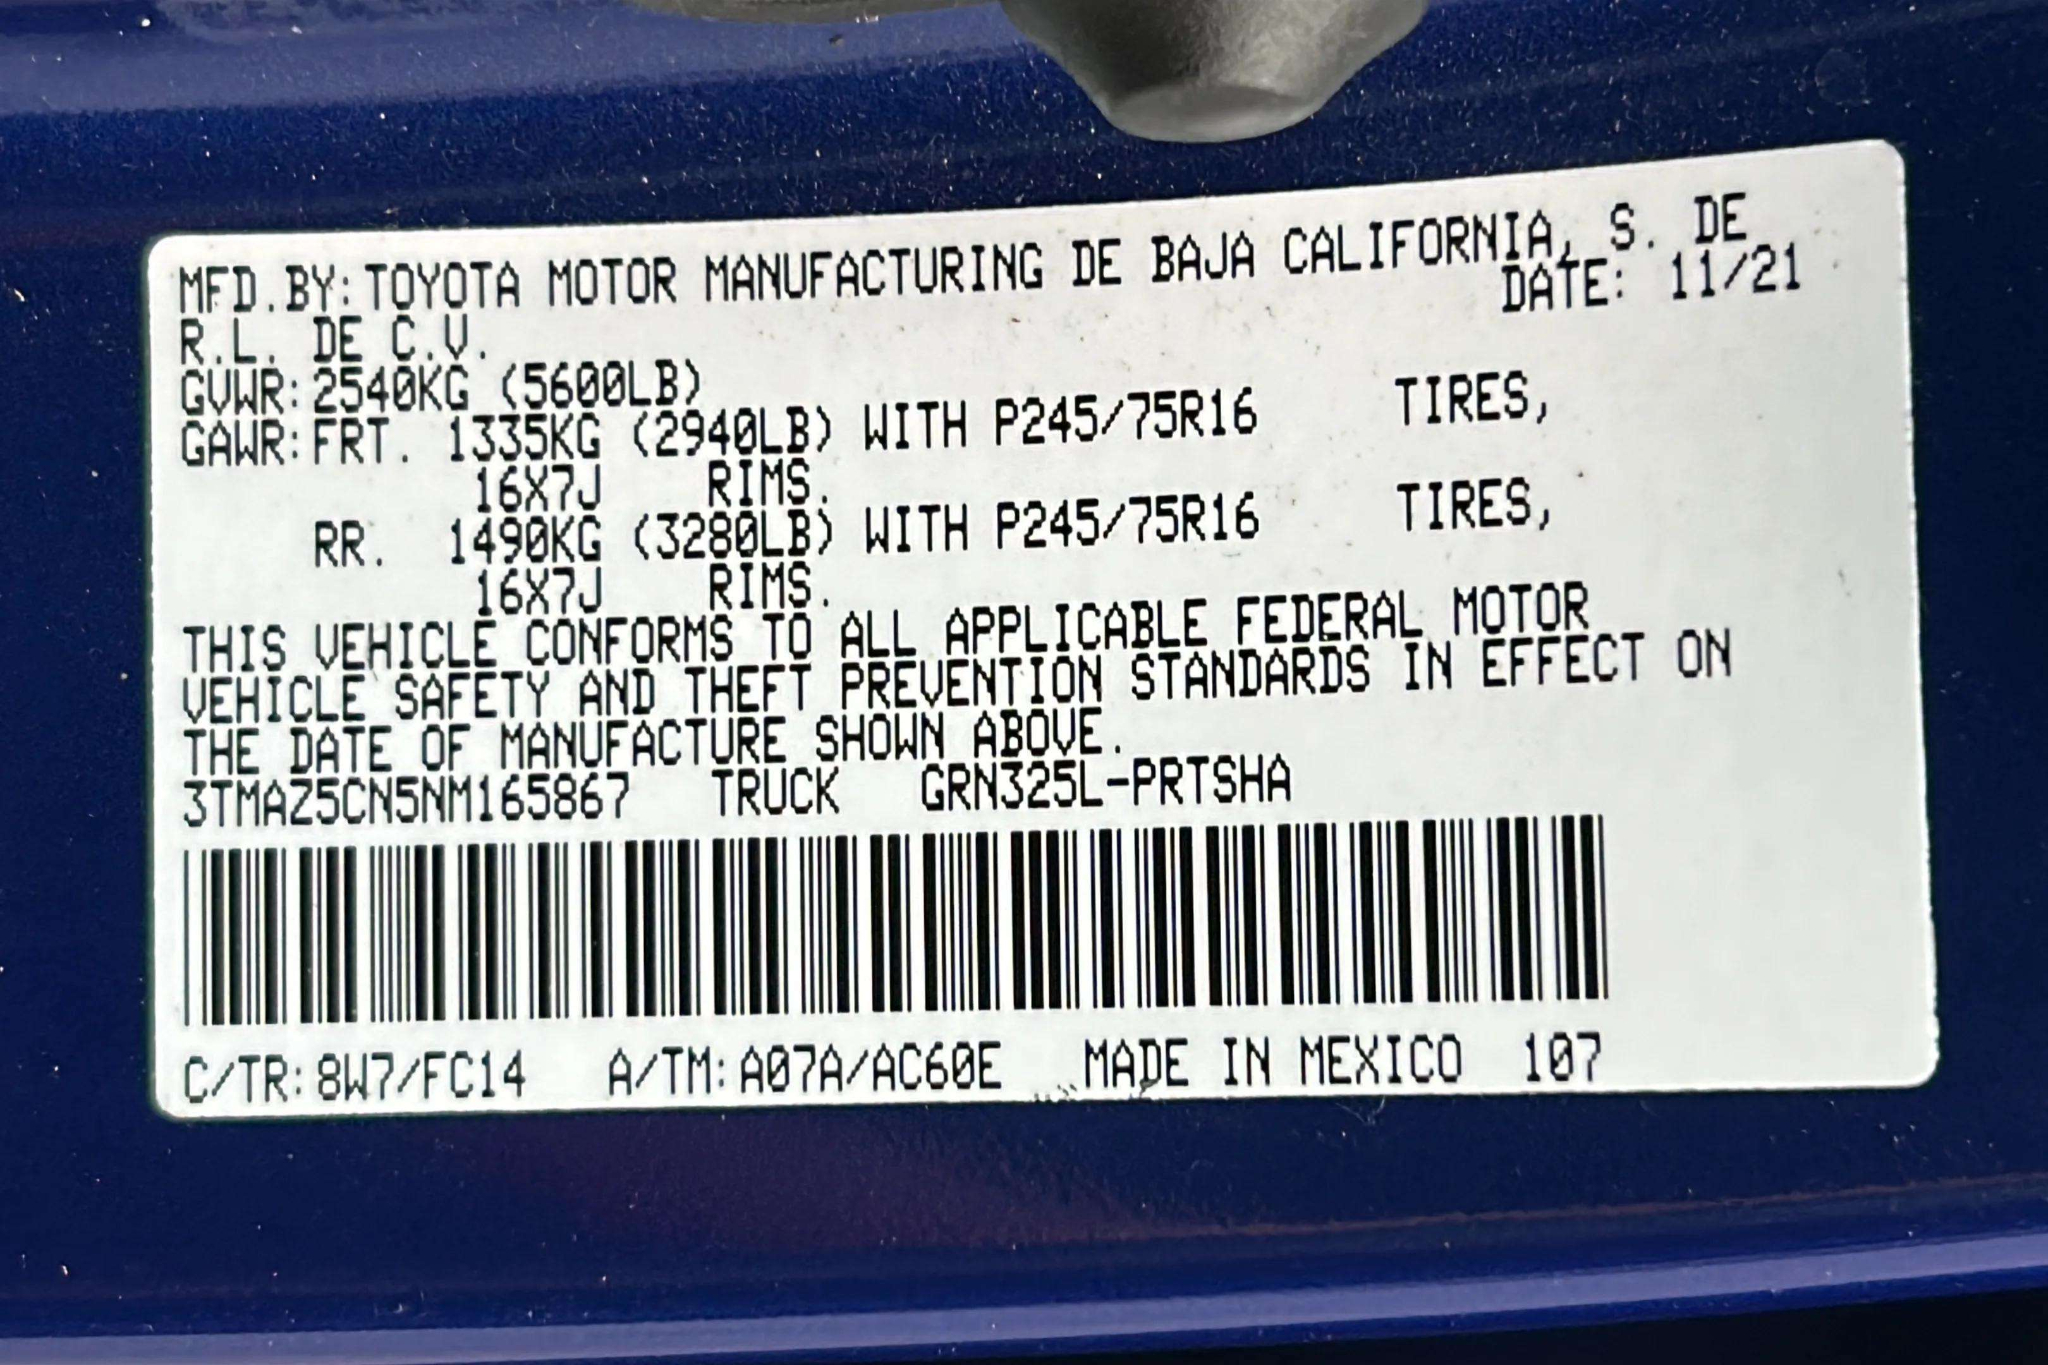 MFD.BY:TOYOTA MOTOR MANUFACTURING DE BAJA CALIFORNIA, S. DE
R.L. DE C.V. DATE: 11/21
GVWR:2540KG (5600LB)
GAWR:FRT. 1335KG (2940LB) WITH P245/75R16 TIRES,
16X7J RIMS.
RR. 1490KG (3280LB) WITH P245/75R16 TIRES,
16X7J RIMS.
THIS VEHICLE CONFORMS TO ALL APPLICABLE FEDERAL MOTOR
VEHICLE SAFETY AND THEFT PREVENTION STANDARDS IN EFFECT ON
THE DATE OF MANUFACTURE SHOWN ABOVE.
3TMAZ5CN5NM165867 TRUCK GRN325L-PRTSHA
C/TR:8W7/FC14 A/TM:A07A/AC60E MADE IN MEXICO 107